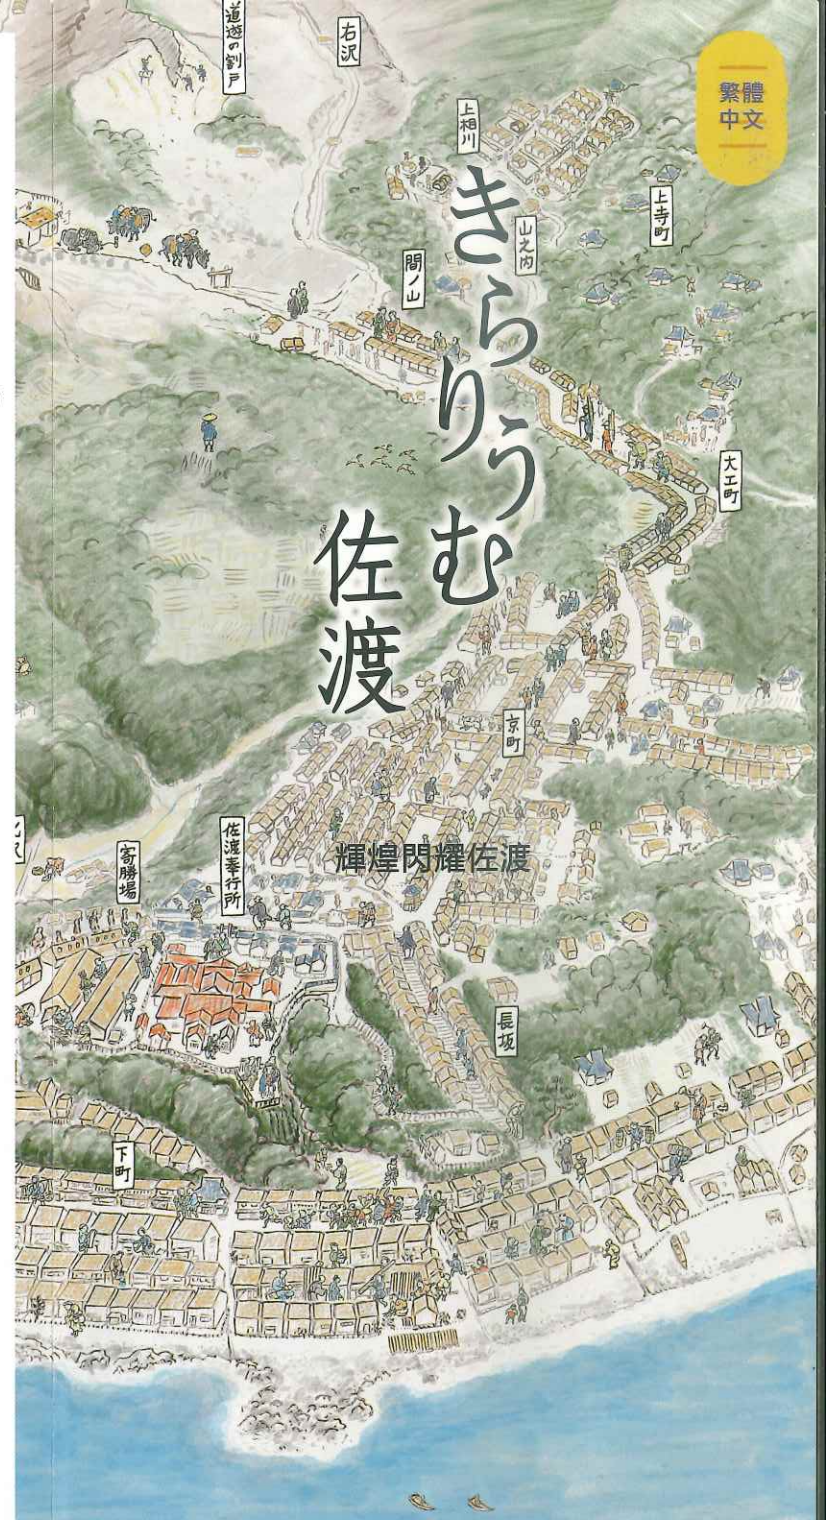 繁體
中文
きらりうむ
佐渡
輝煌閃耀佐渡
道遊の割戸
右沢
上相川
山之内
上寺町
間ノ山
大工町
京町
佐渡奉行所
寄勝場
長坂
下町